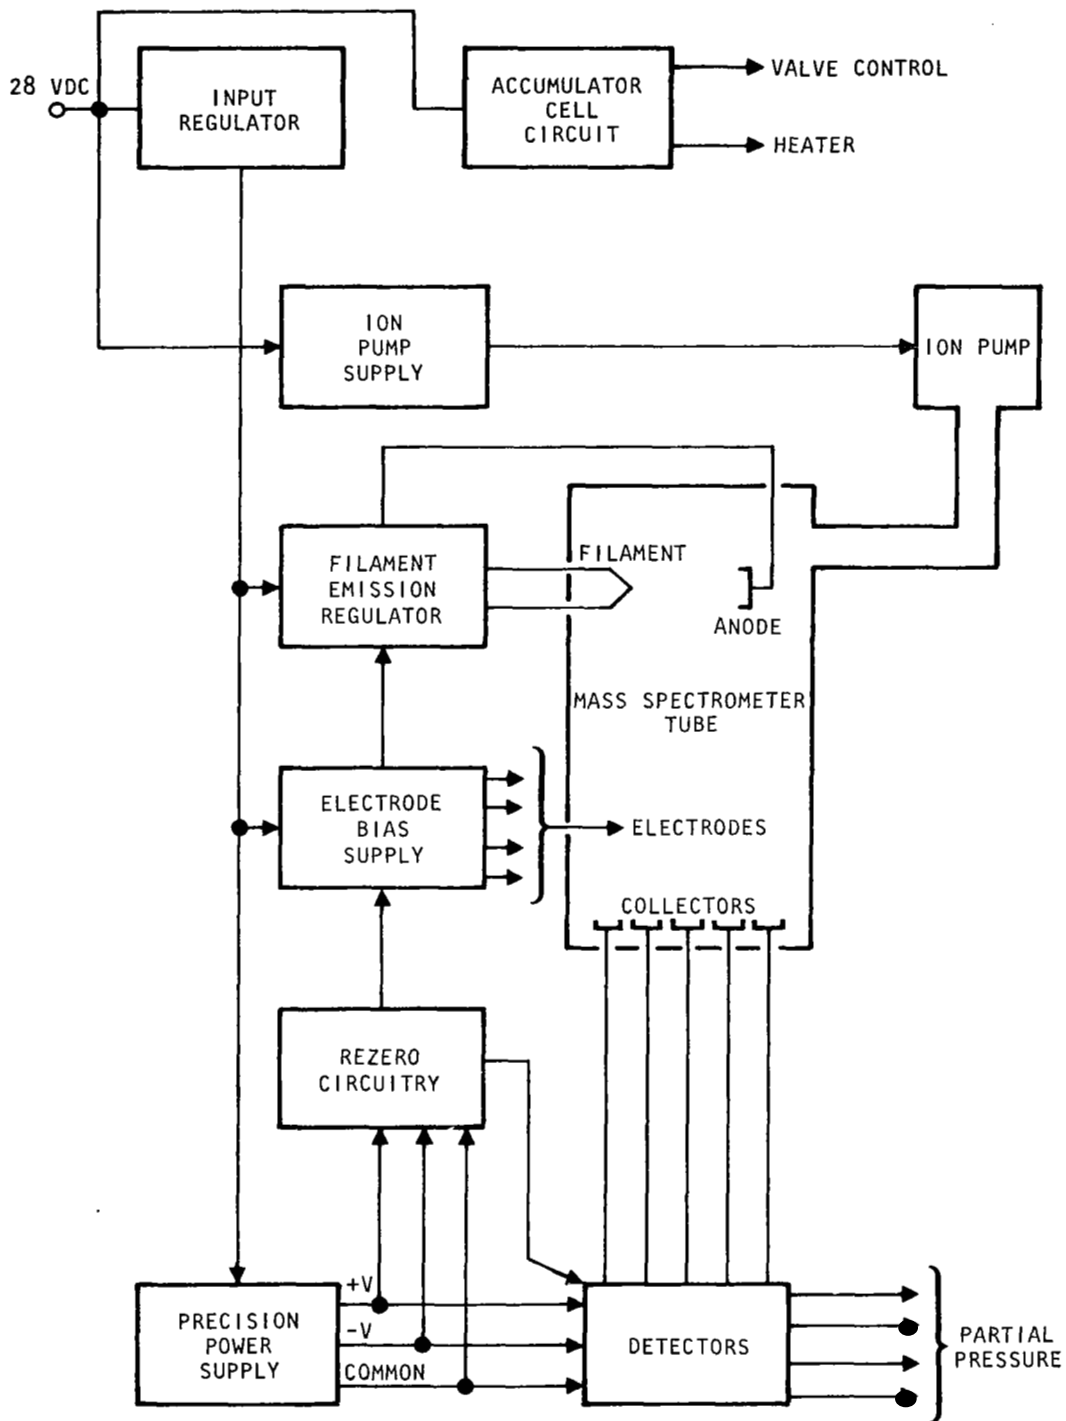 28 VDC
INPUT
REGULATOR
ACCUMULATOR
CELL
CIRCUIT
VALVE CONTROL
HEATER
ION
PUMP
SUPPLY
ION PUMP
FILAMENT
EMISSION
REGULATOR
FILAMENT
ANODE
MASS SPECTROMETER
TUBE
ELECTRODE
BIAS
SUPPLY
ELECTRODES
COLLECTORS
REZERO
CIRCUITRY
PRECISION
POWER
SUPPLY
+V
-V
COMMON
DETECTORS
PARTIAL
PRESSURE